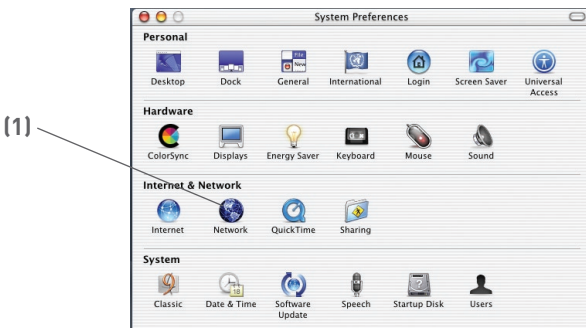 System Preferences
Personal
Desktop Dock General International Login Screen Saver Universal Access
Hardware
(1)
ColorSync Displays Energy Saver Keyboard Mouse Sound
Internet & Network
Internet Network QuickTime Sharing
System
Classic Date & Time Software Update Speech Startup Disk Users